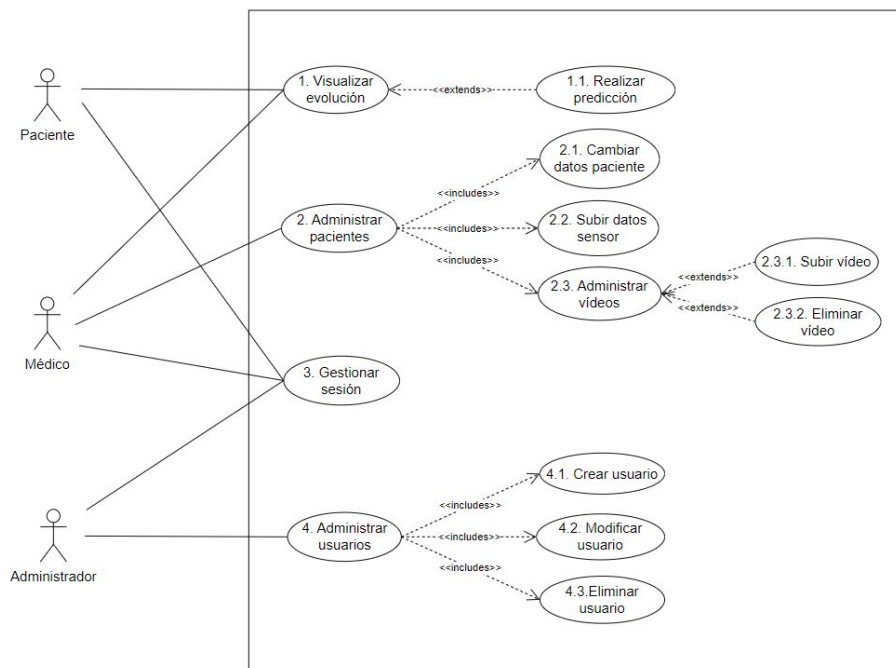 Paciente
1. Visualizar
evolución
<<extends>>
1.1. Realizar
predicción
2.1. Cambiar
datos paciente
<<includes>>
2. Administrar
pacientes
<<includes>>
2.2. Subir datos
sensor
<<includes>>
2.3. Administrar
vídeos
<<extends>>
2.3.1. Subir vídeo
<<extends>>
2.3.2. Eliminar
vídeo
Médico
3. Gestionar
sesión
4.1. Crear usuario
<<includes>>
Administrador
4. Administrar
usuarios
<<includes>>
4.2. Modificar
usuario
<<includes>>
4.3.Eliminar
usuario